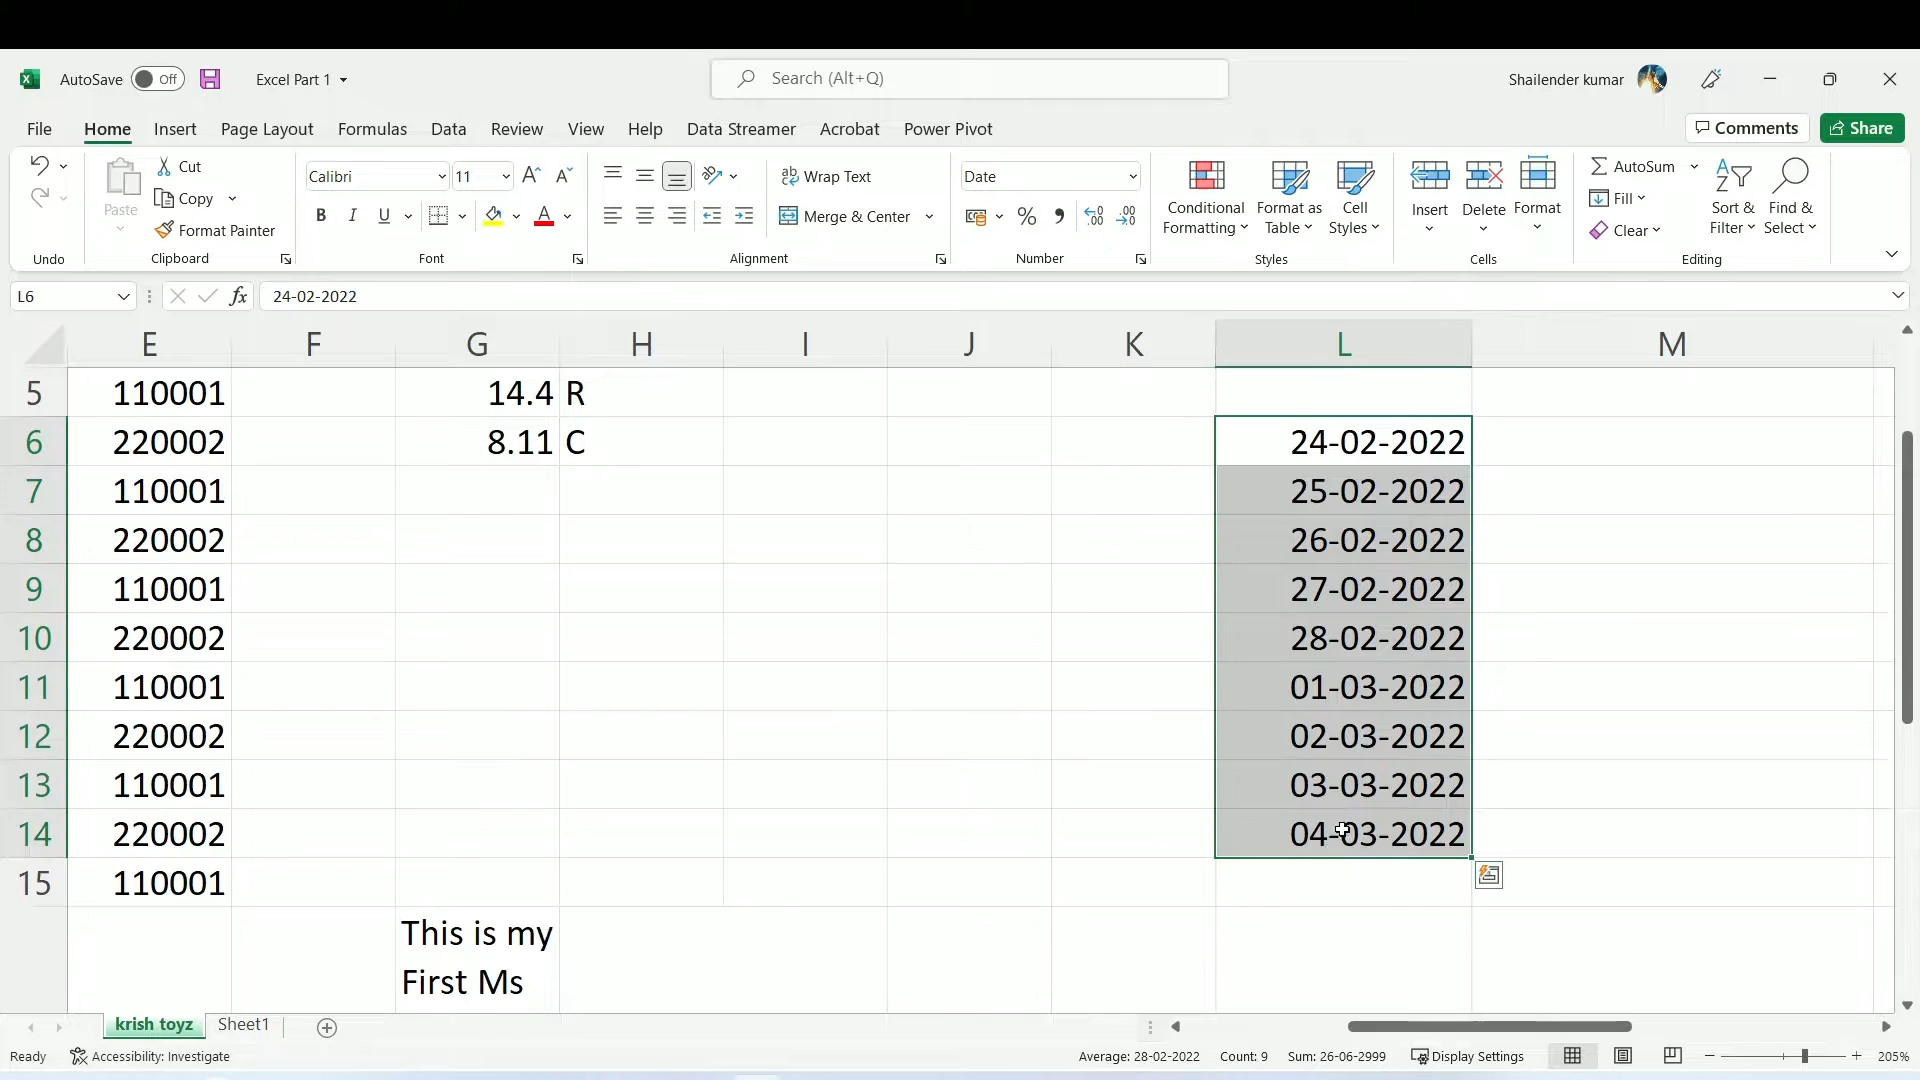 AutoSave Off Excel Part 1 Search (Alt+Q) Shailender kumar
File Home Insert Page Layout Formulas Data Review View Help Data Streamer Acrobat Power Pivot Comments Share
Paste Cut Copy Format Painter
Calibri 11
B I U A
Wrap Text
Merge & Center
Date
% 9
Conditional Formatting Format as Table Cell Styles
Insert Delete Format
AutoSum Fill Clear
Sort & Filter Find & Select
Undo Clipboard Font Alignment Number Styles Cells Editing
L6 fx 24-02-2022
E F G H I J K L M
5 110001 14.4 R
6 220002 8.11 C 24-02-2022
7 110001 25-02-2022
8 220002 26-02-2022
9 110001 27-02-2022
10 220002 28-02-2022
11 110001 01-03-2022
12 220002 02-03-2022
13 110001 03-03-2022
14 220002 04-03-2022
15 110001
This is my
First Ms
krish toyz Sheet1
Ready Accessibility: Investigate Average: 28-02-2022 Count: 9 Sum: 26-06-2999 Display Settings 205%